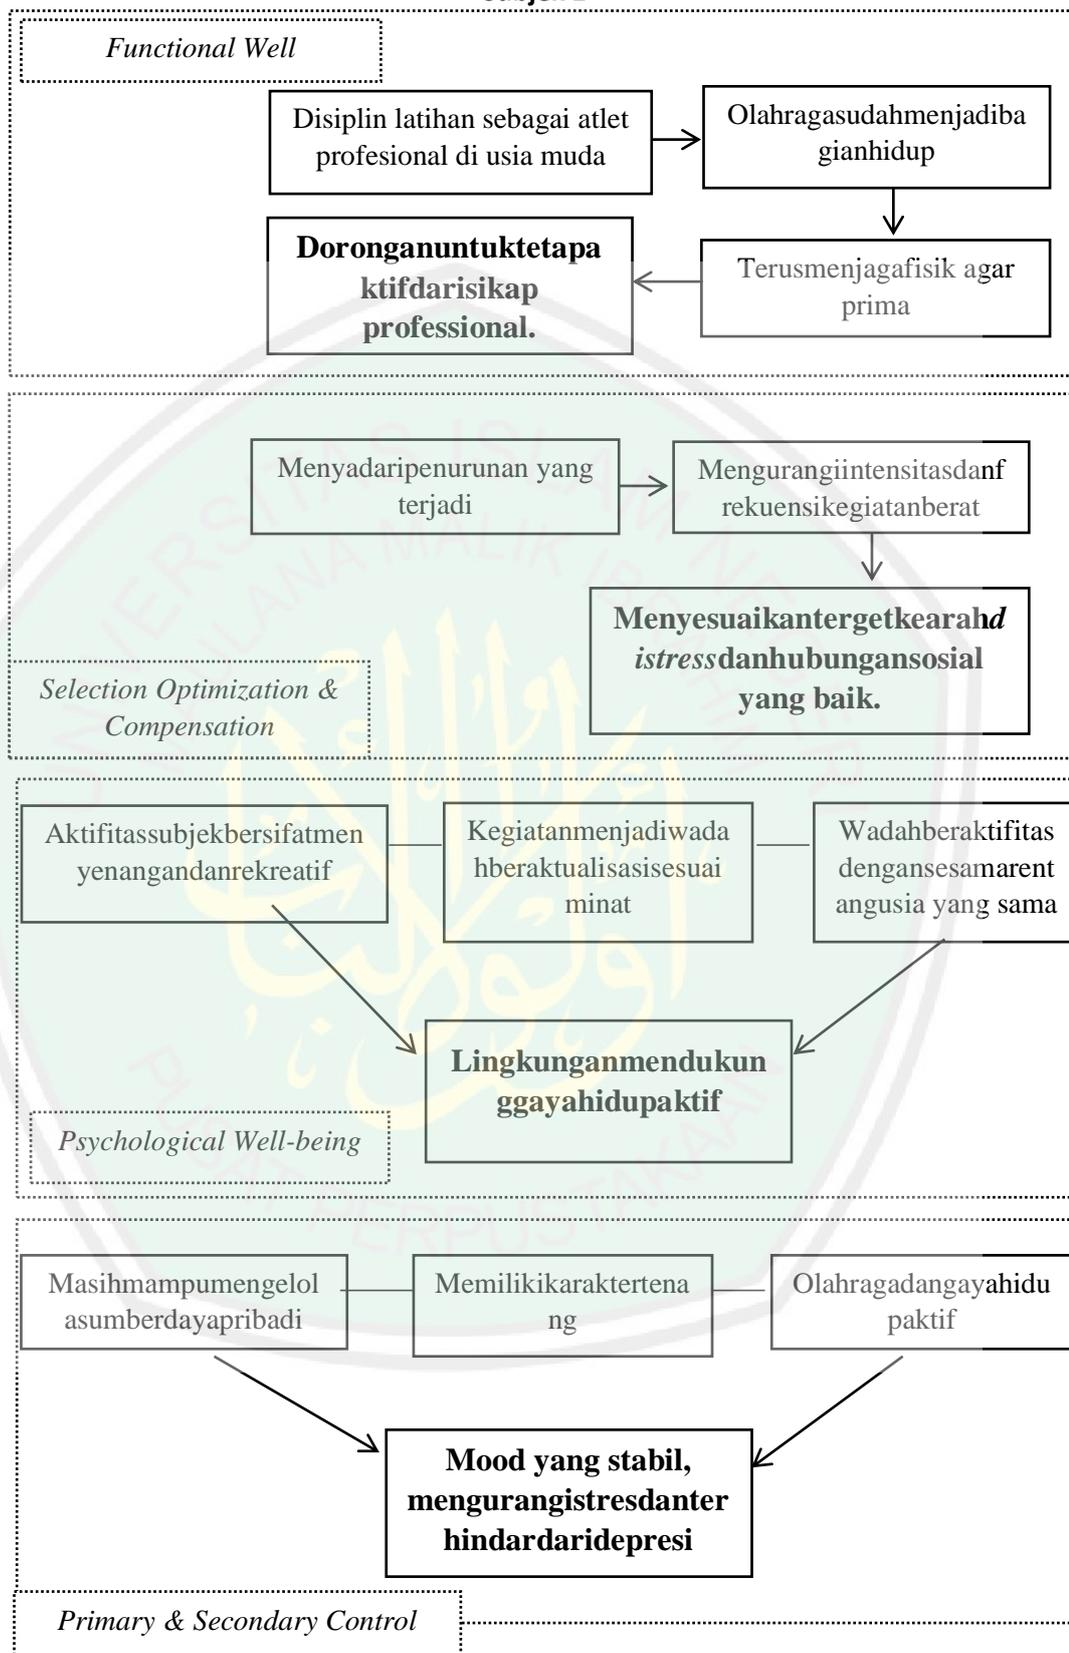 Functional Well
Disiplin latihan sebagai atlet
profesional di usia muda
Olahragasudahmenjadiba
gianhidup
Doronganuntuktetapa
ktifdarisikap
professional.
Terusmenjagafisik agar
prima
Menyadaripenurunan yang
terjadi
Mengurangiintensitasdanf
rekuensikegiatanberat
Menyesuaikantergetkearahd
istressdanhubungansosial
yang baik.
Selection Optimization &
Compensation
Aktifitassubjekbersifatmen
yenangandanrekreatif
Kegiatanmenjadiwada
hberaktualisasisesuai
minat
Wadahberaktifitas
dengansesamarent
angusia yang sama
Lingkunganmendukun
ggayahidupaktif
Psychological Well-being
PUSAT PERPUSTAKAAN
Masihmampumengelol
asumberdayapribadi
Memilikikaraktertena
ng
Olahragadangayahidu
paktif
Mood yang stabil,
mengurangistresdanter
hindardaridepresi
Primary & Secondary Control